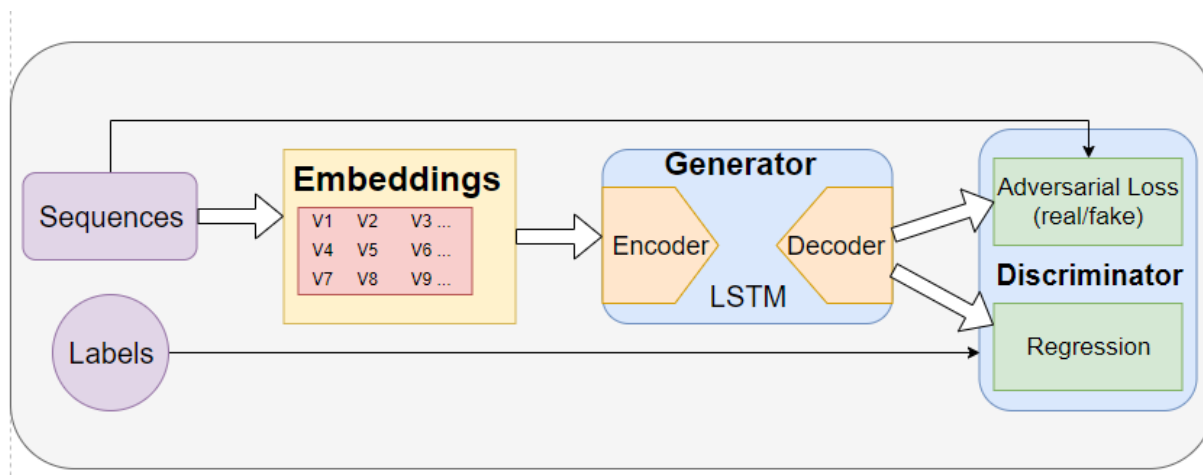 Sequences
Labels
Embeddings
V1 V2 V3 ...
V4 V5 V6 ...
V7 V8 V9 ...
Generator
Encoder
Decoder
LSTM
Adversarial Loss
(real/fake)
Discriminator
Regression